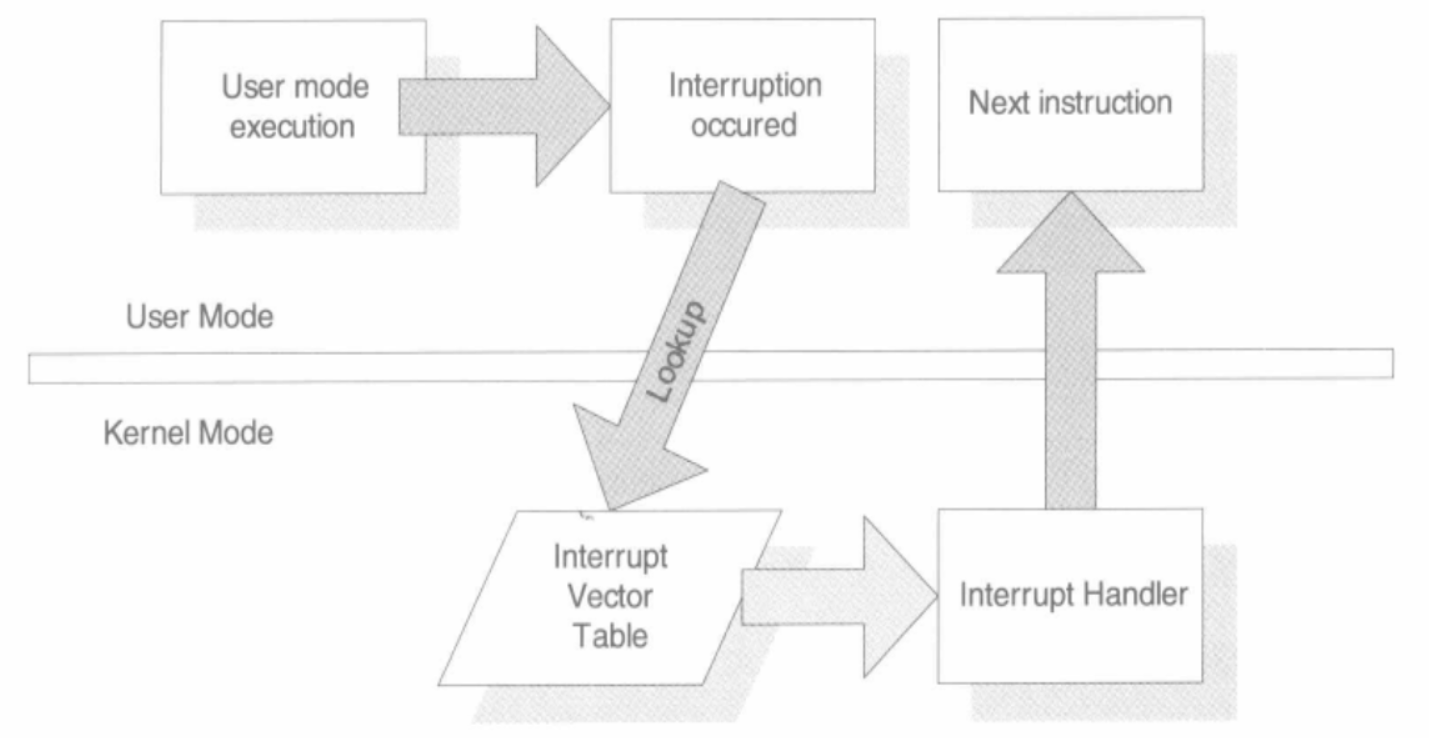 User mode
execution
Interruption
occured
Next instruction
User Mode
Lookup
Kernel Mode
Interrupt
Vector
Table
Interrupt Handler